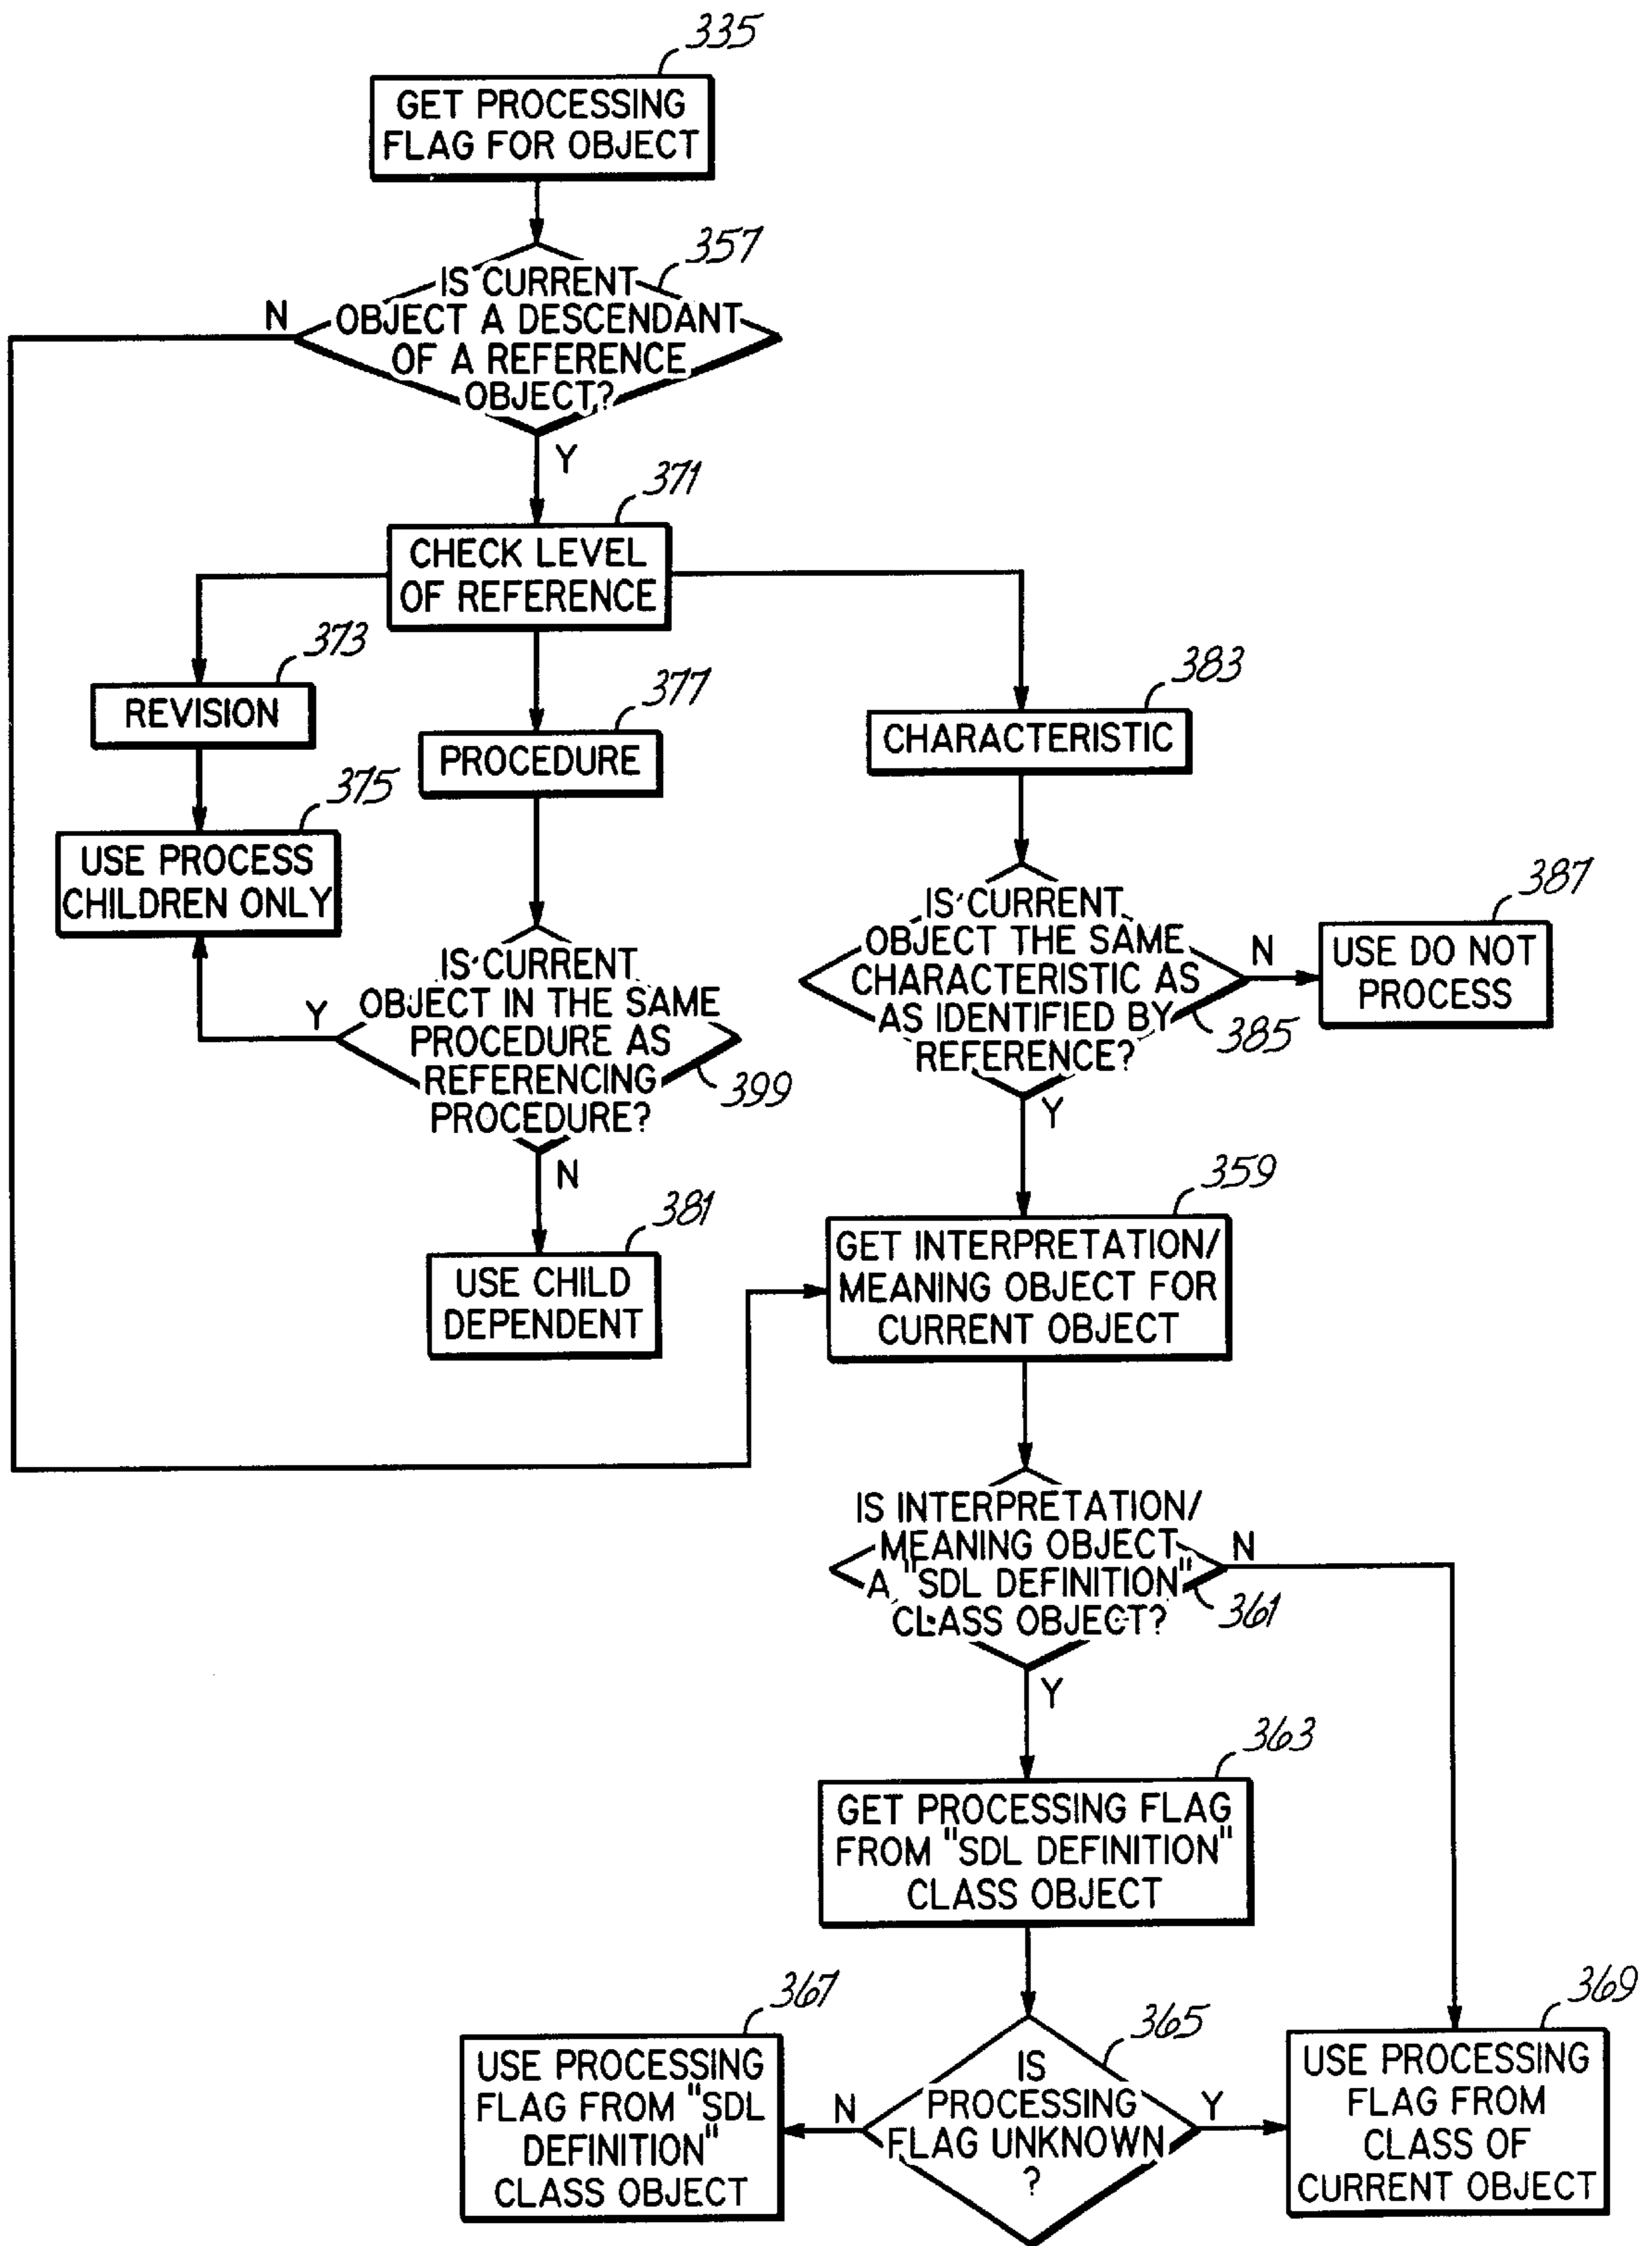 335
GET PROCESSING
FLAG FOR OBJECT
357
IS CURRENT
OBJECT A DESCENDANT
OF A REFERENCE
OBJECT?
N
Y
371
CHECK LEVEL
OF REFERENCE
373
REVISION
377
PROCEDURE
383
CHARACTERISTIC
375
USE PROCESS
CHILDREN ONLY
IS CURRENT
OBJECT IN THE SAME
PROCEDURE AS
REFERENCING
PROCEDURE?
Y
399
N
381
USE CHILD
DEPENDENT
IS CURRENT
OBJECT THE SAME
CHARACTERISTIC AS
AS IDENTIFIED BY
REFERENCE?
385
N
387
USE DO NOT
PROCESS
Y
359
GET INTERPRETATION/
MEANING OBJECT FOR
CURRENT OBJECT
IS INTERPRETATION/
MEANING OBJECT
A "SDL DEFINITION"
CLASS OBJECT?
N
361
Y
363
GET PROCESSING FLAG
FROM "SDL DEFINITION"
CLASS OBJECT
365
IS
PROCESSING
FLAG UNKNOWN
?
N
Y
367
USE PROCESSING
FLAG FROM "SDL
DEFINITION"
CLASS OBJECT
369
USE PROCESSING
FLAG FROM
CLASS OF
CURRENT OBJECT